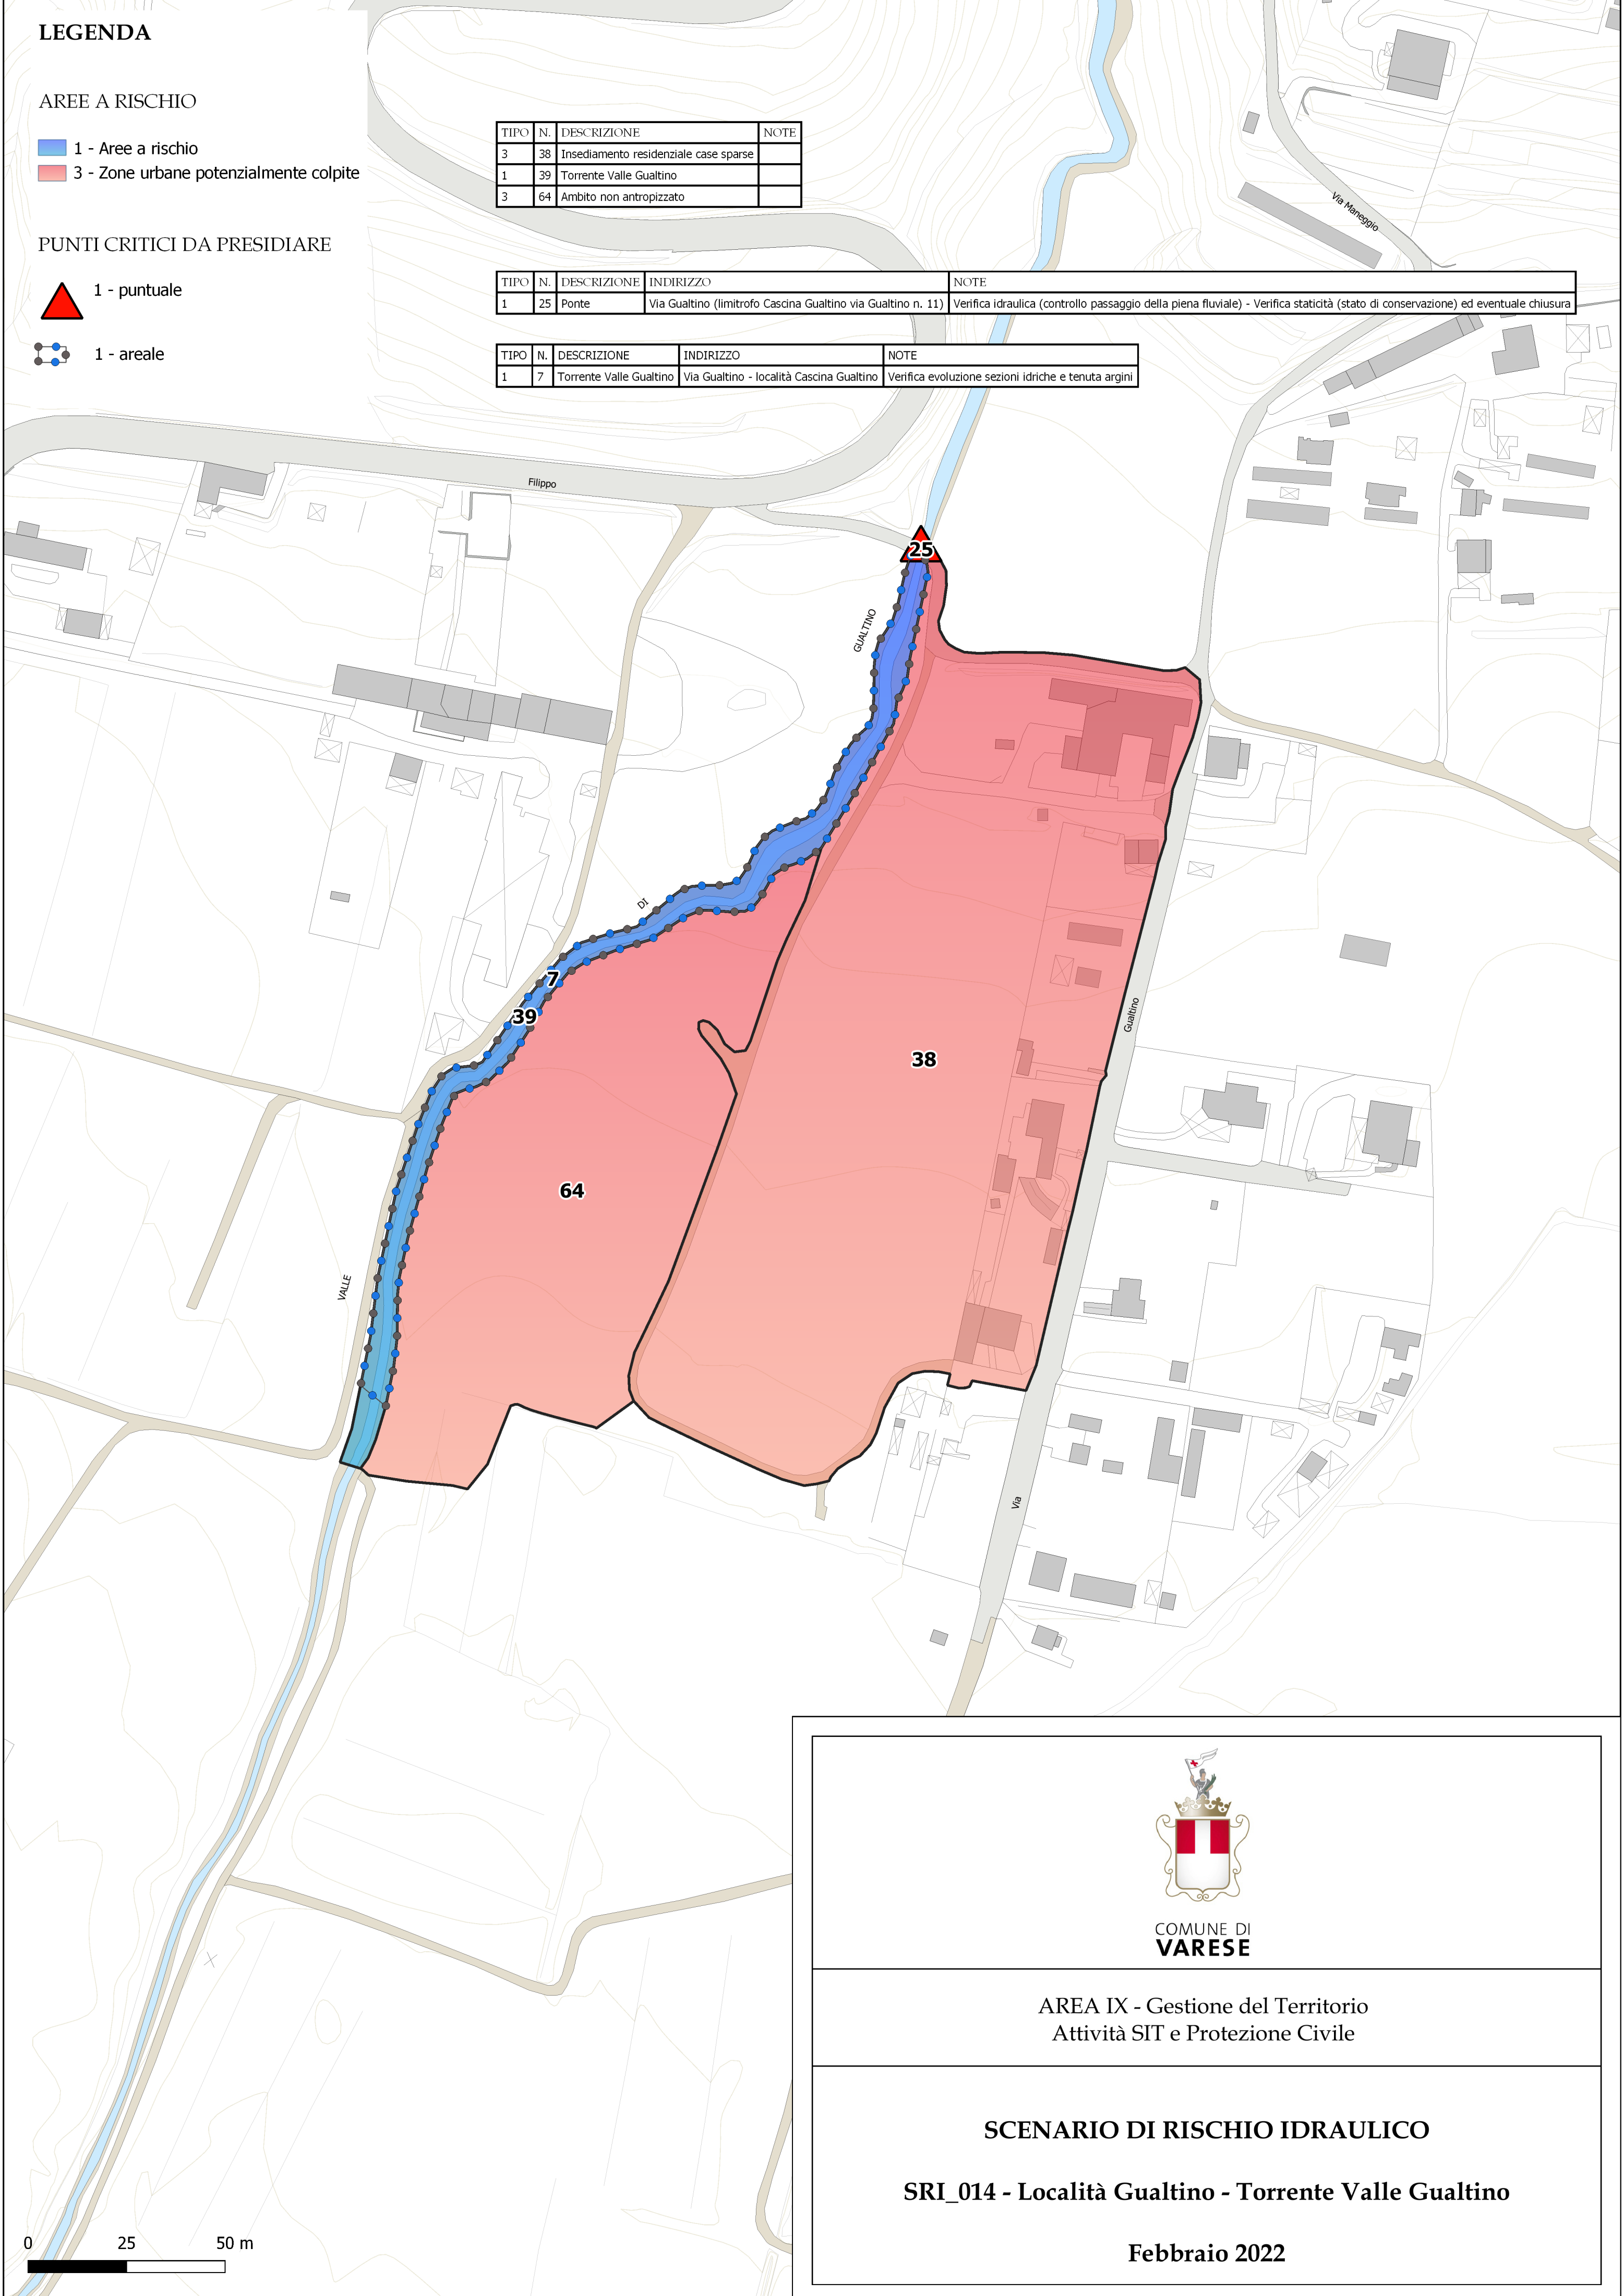 LEGENDA
AREE A RISCHIO
1 - Aree a rischio
3 - Zone urbane potenzialmente colpite
PUNTI CRITICI DA PRESIDIARE
1 - puntuale
1 - areale
TIPO N. DESCRIZIONE NOTE
3 38 Insediamento residenziale case sparse
1 39 Torrente Valle Gualtino
3 64 Ambito non antropizzato
TIPO N. DESCRIZIONE INDIRIZZO NOTE
1 25 Ponte Via Gualtino (limitrofo Cascina Gualtino via Gualtino n. 11) Verifica idraulica (controllo passaggio della piena fluviale) - Verifica staticità (stato di conservazione) ed eventuale chiusura
TIPO N. DESCRIZIONE INDIRIZZO NOTE
1 7 Torrente Valle Gualtino Via Gualtino - località Cascina Gualtino Verifica evoluzione sezioni idriche e tenuta argini
Via Maneggio
Filippo
25
GUALTINO
DI
7
39
Gualtino
38
64
VALLE
Via
COMUNE DI
VARESE
AREA IX - Gestione del Territorio
Attività SIT e Protezione Civile
SCENARIO DI RISCHIO IDRAULICO
SRI_014 - Località Gualtino - Torrente Valle Gualtino
Febbraio 2022
0 25 50 m